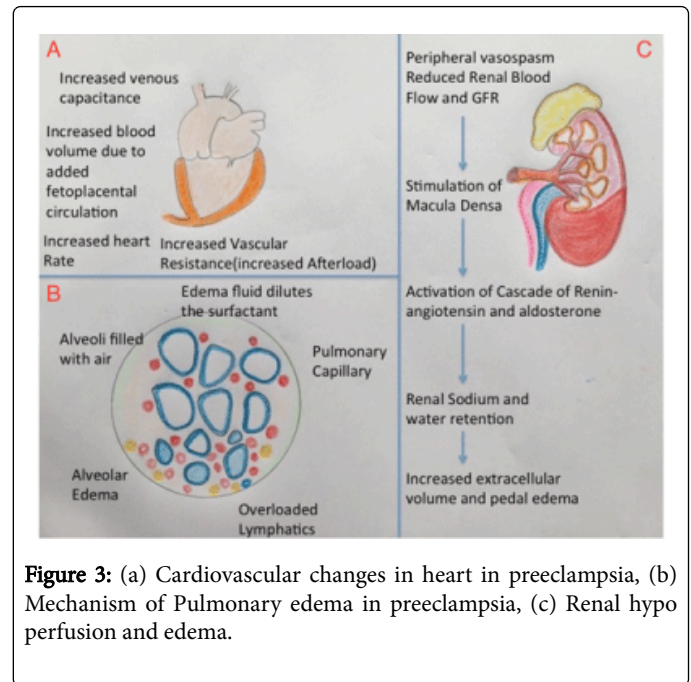 A
Increased venous
capacitance
Increased blood
volume due to
added
fetoplacental
circulation
Increased heart
Rate
Increased Vascular
Resistance(increased Afterload)
B
Edema fluid dilutes
the surfactant
Alveoli filled
with air
Pulmonary
Capillary
Alveolar
Edema
Overloaded
Lymphatics
C
Peripheral vasospasm
Reduced Renal Blood
Flow and GFR
Stimulation of
Macula Densa
Activation of Cascade of Renin-
angiotensin and aldosterone
Renal Sodium and
water retention
Increased extracellular
volume and pedal edema
Figure 3: (a) Cardiovascular changes in heart in preeclampsia, (b)
Mechanism of Pulmonary edema in preeclampsia, (c) Renal hypo
perfusion and edema.